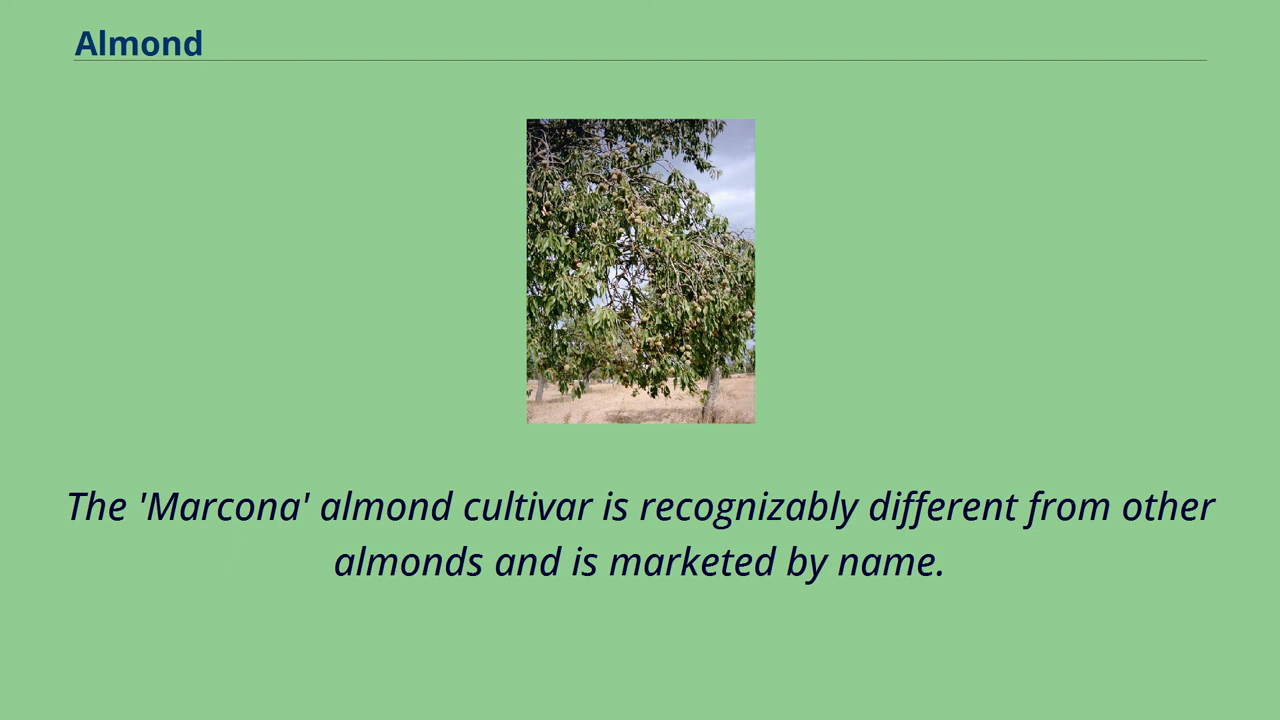 Almond
The 'Marcona' almond cultivar is recognizably different from other
almonds and is marketed by name.